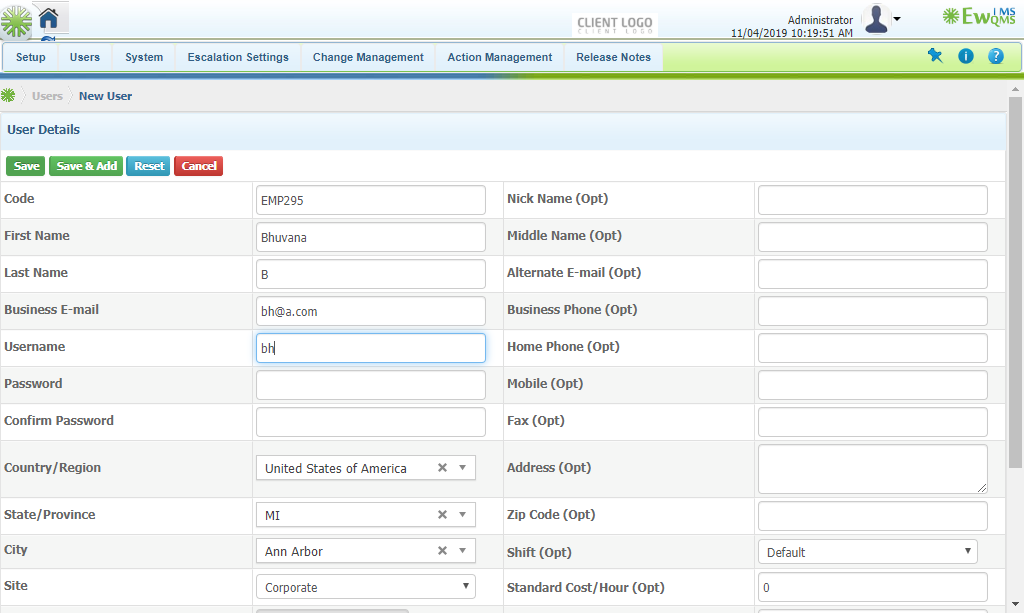 CLIENT LOGO
Administrator
11/04/2019 10:19:51 AM
EwQMS IMS
Setup Users System Escalation Settings Change Management Action Management Release Notes
Users New User
User Details
Save Save & Add Reset Cancel
Code EMP295 Nick Name (Opt)
First Name Bhuvana Middle Name (Opt)
Last Name B Alternate E-mail (Opt)
Business E-mail bh@a.com Business Phone (Opt)
Username bh Home Phone (Opt)
Password Mobile (Opt)
Confirm Password Fax (Opt)
Country/Region United States of America Address (Opt)
State/Province MI Zip Code (Opt)
City Ann Arbor Shift (Opt) Default
Site Corporate Standard Cost/Hour (Opt) 0